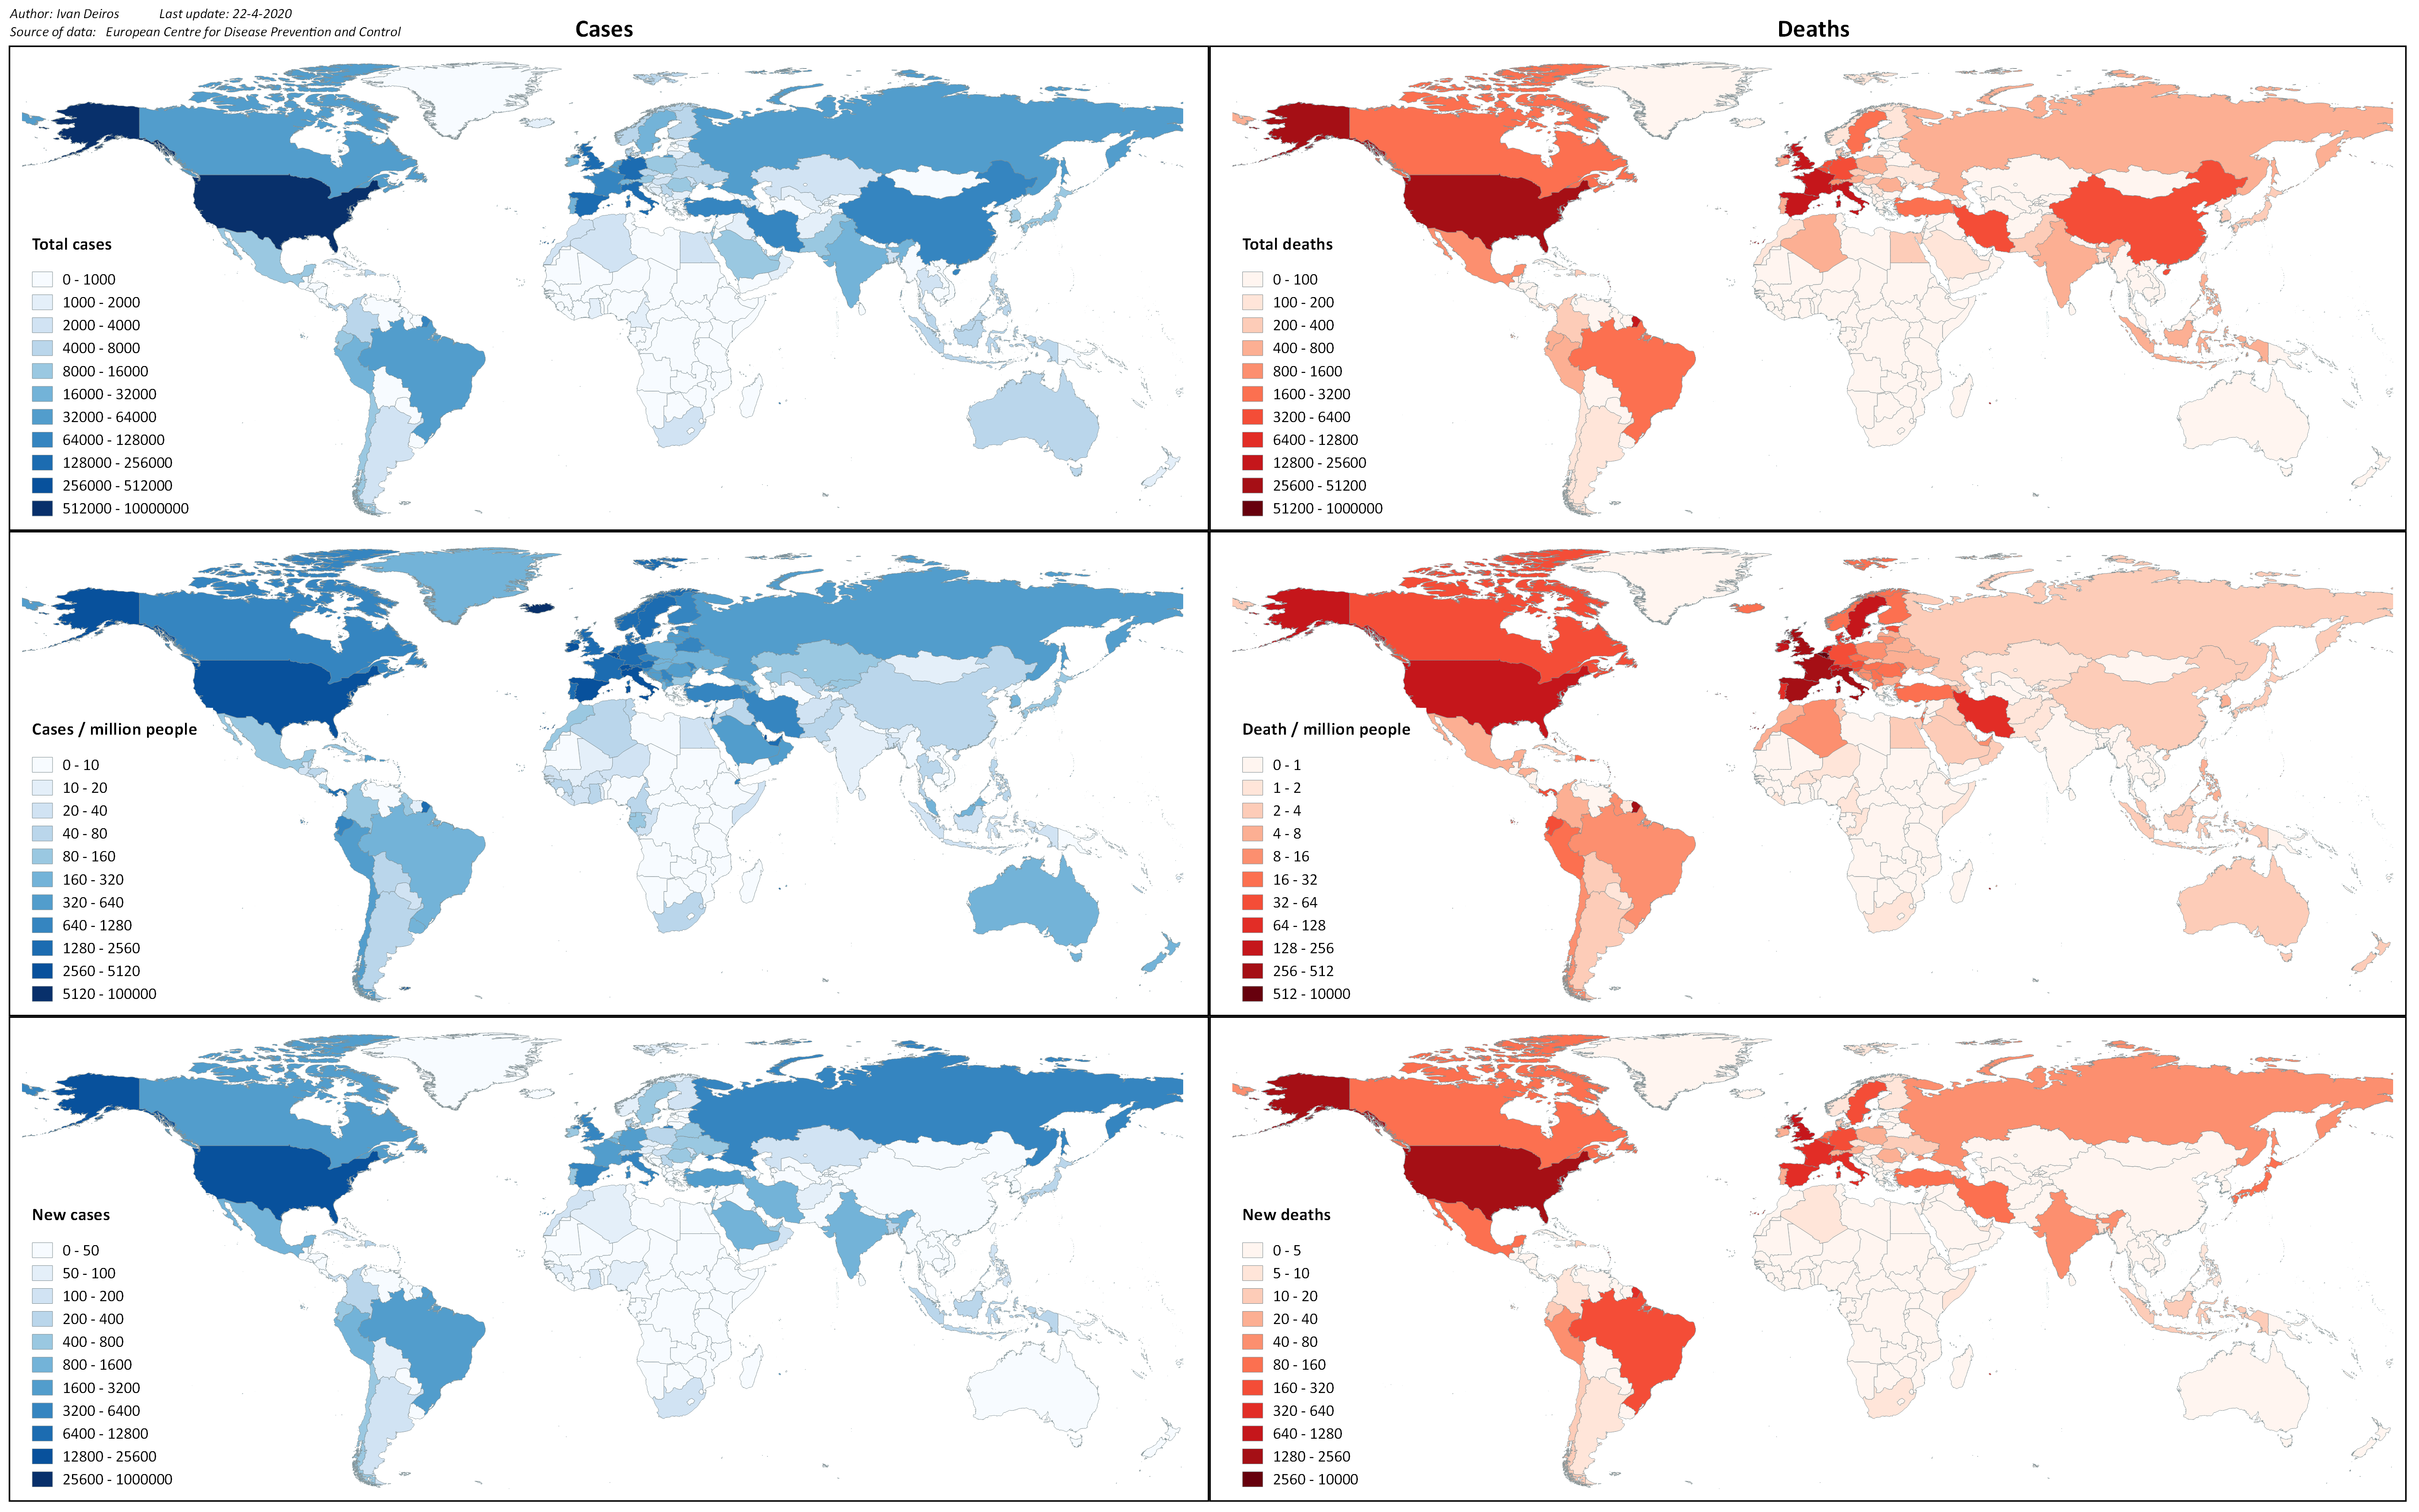 Author: Ivan Deiros Last update: 22-4-2020
Source of data: European Centre for Disease Prevention and Control
Cases
Deaths
Total cases
0 - 1000
1000 - 2000
2000 - 4000
4000 - 8000
8000 - 16000
16000 - 32000
32000 - 64000
64000 - 128000
128000 - 256000
256000 - 512000
512000 - 10000000
Total deaths
0 - 100
100 - 200
200 - 400
400 - 800
800 - 1600
1600 - 3200
3200 - 6400
6400 - 12800
12800 - 25600
25600 - 51200
51200 - 1000000
Cases / million people
0 - 10
10 - 20
20 - 40
40 - 80
80 - 160
160 - 320
320 - 640
640 - 1280
1280 - 2560
2560 - 5120
5120 - 100000
Death / million people
0 - 1
1 - 2
2 - 4
4 - 8
8 - 16
16 - 32
32 - 64
64 - 128
128 - 256
256 - 512
512 - 10000
New cases
0 - 50
50 - 100
100 - 200
200 - 400
400 - 800
800 - 1600
1600 - 3200
3200 - 6400
6400 - 12800
12800 - 25600
25600 - 1000000
New deaths
0 - 5
5 - 10
10 - 20
20 - 40
40 - 80
80 - 160
160 - 320
320 - 640
640 - 1280
1280 - 2560
2560 - 10000